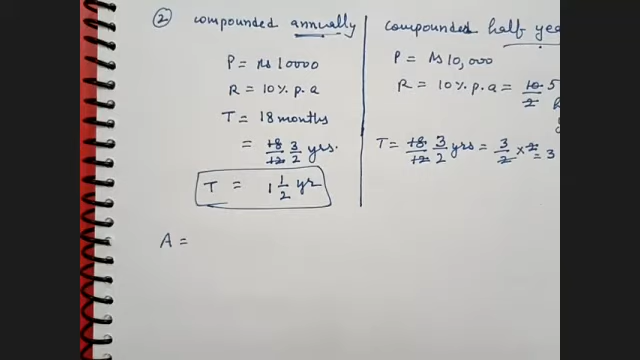 ② compounded annually
P = Rs 10000
R = 10% p.a
T = 18 months
= 18/12 3/2 yrs.
T = 1 1/2 yr
A =
compounded half yea
P = Rs 10,000
R = 10% p.a = 10/2 5
T = 18/12 3/2 yrs = 3/2 × 2 = 3